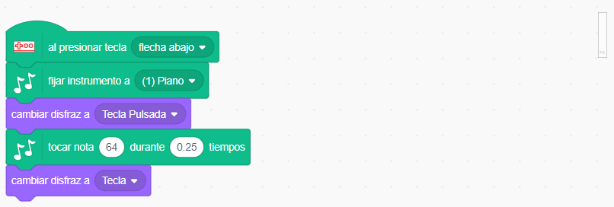 al presionar tecla flecha abajo
fijar instrumento a (1) Piano
cambiar disfraz a Tecla Pulsada
tocar nota 64 durante 0.25 tiempos
cambiar disfraz a Tecla